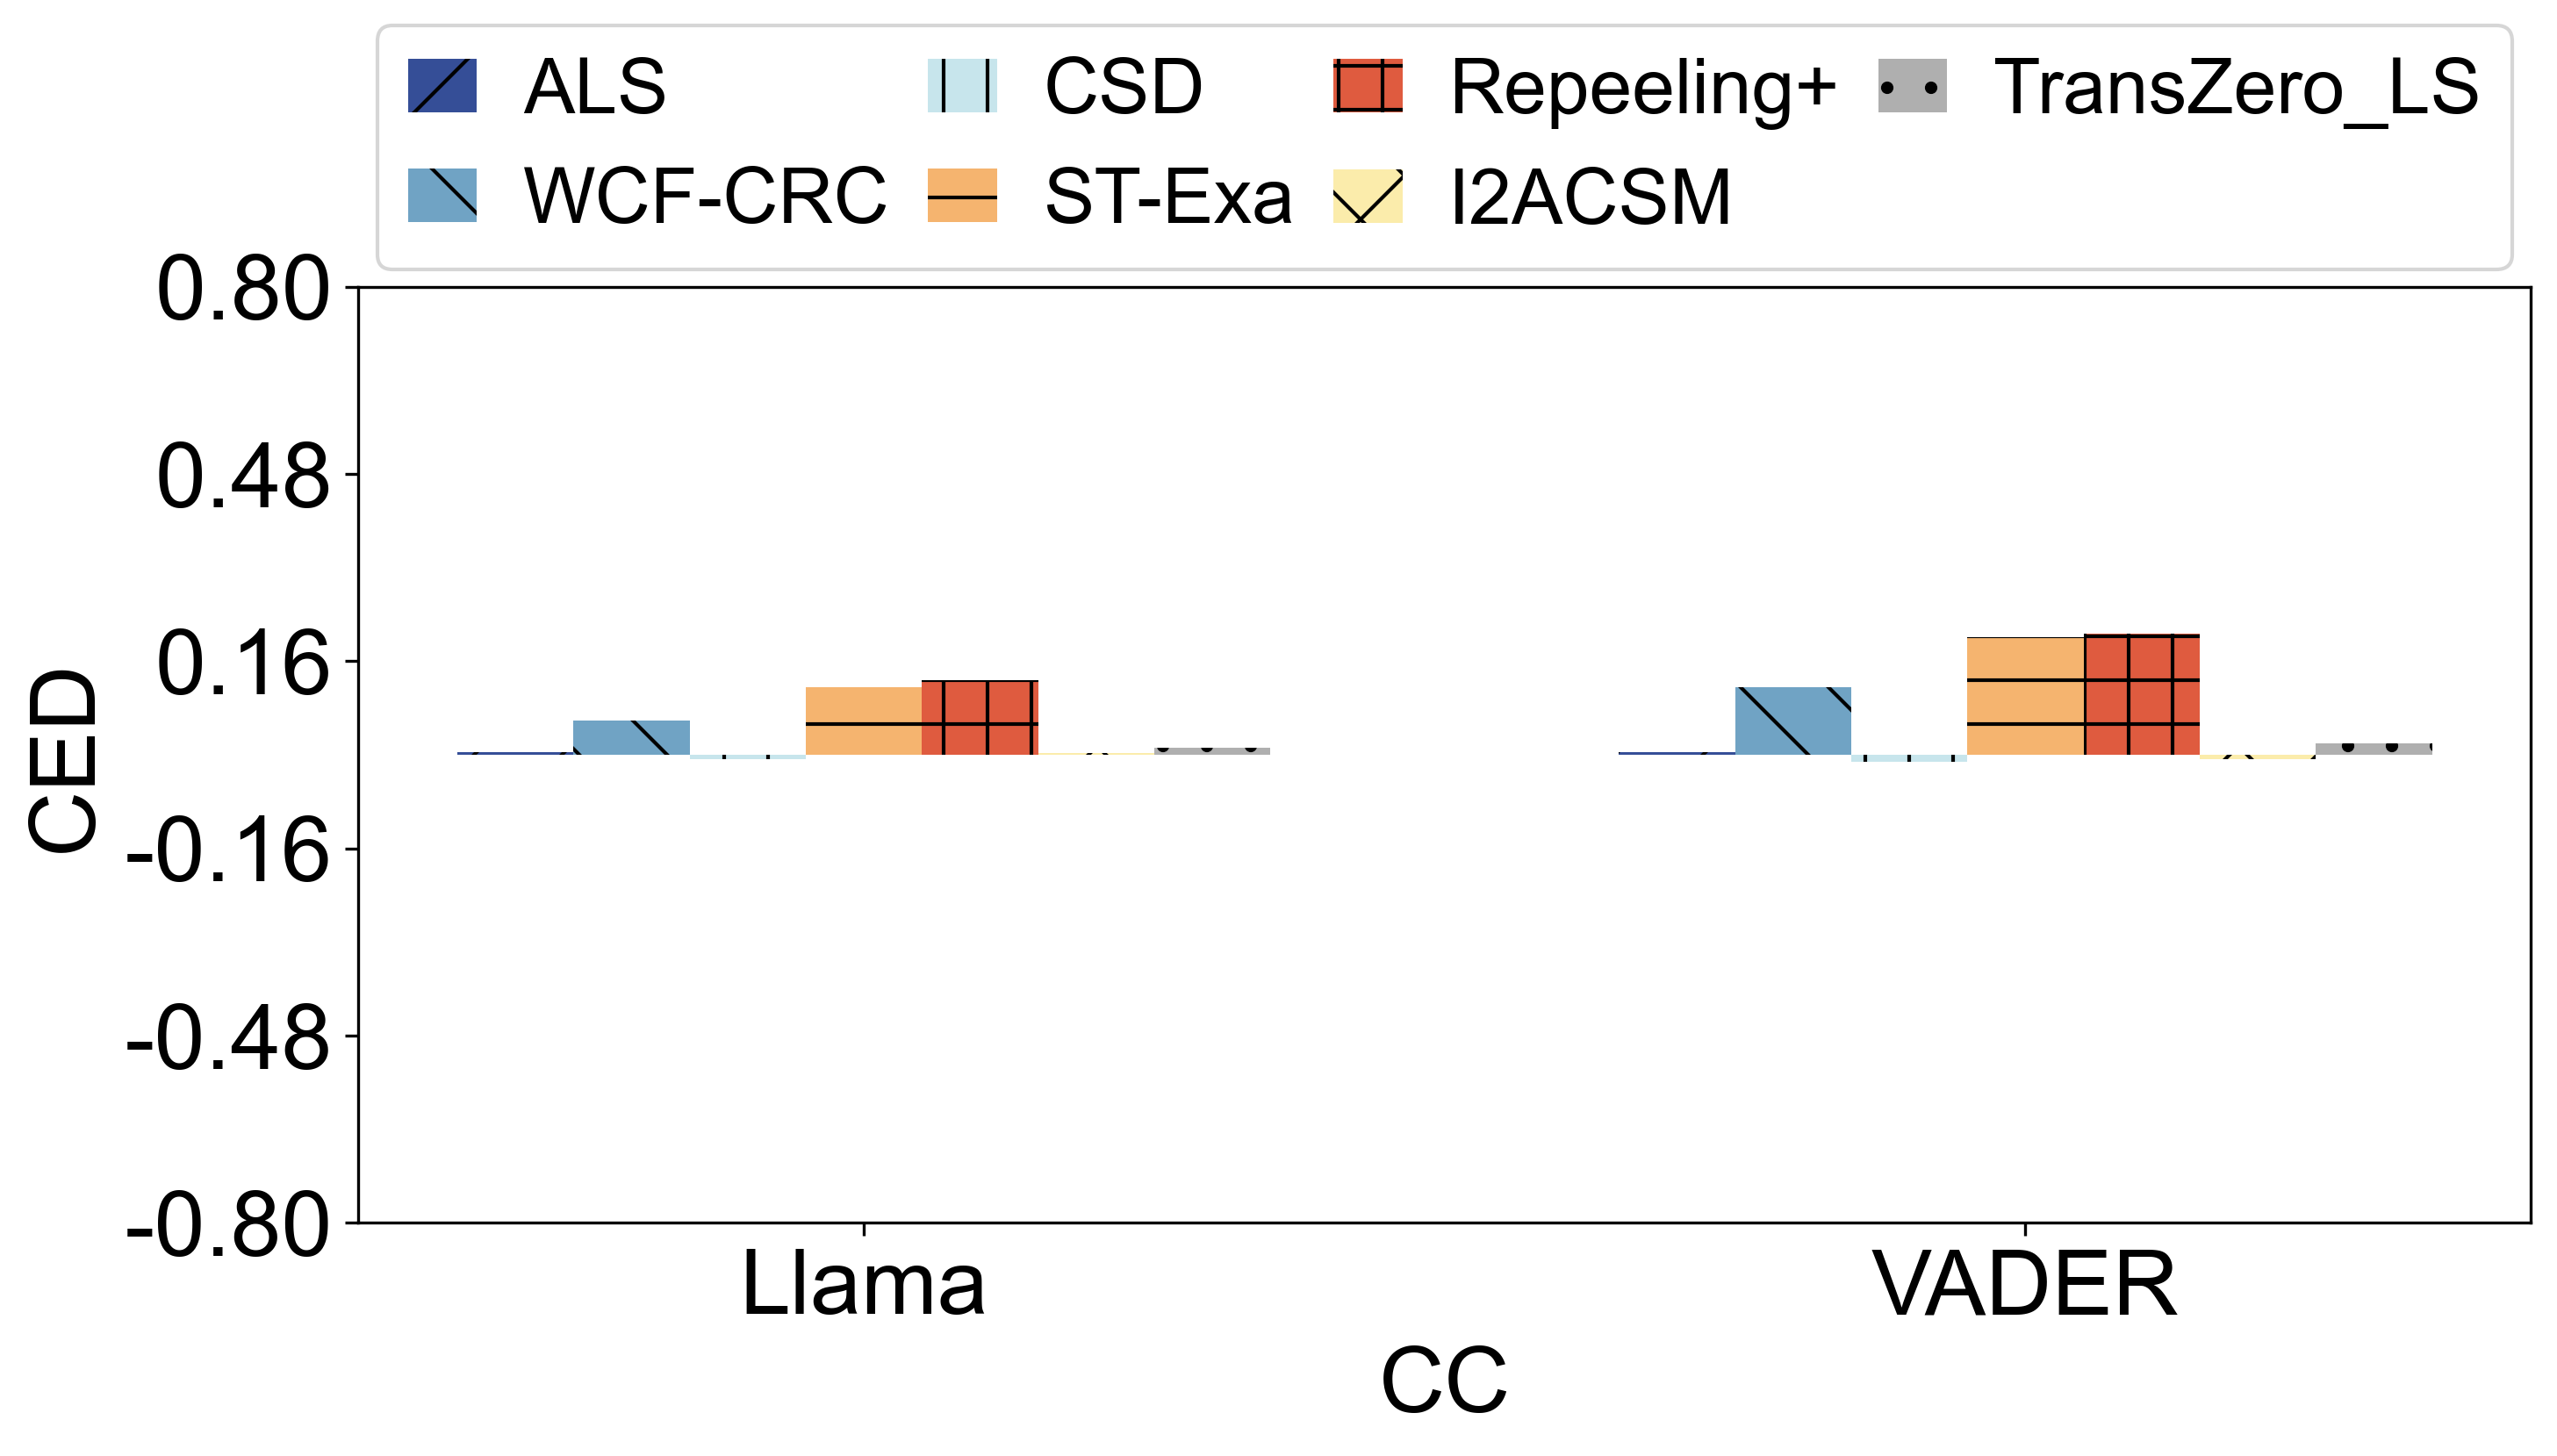 ALS CSD Repeeling+ TransZero_LS
WCF-CRC ST-Exa I2ACSM
0.80
0.48
0.16
-0.16
-0.48
-0.80
CED
Llama VADER
CC